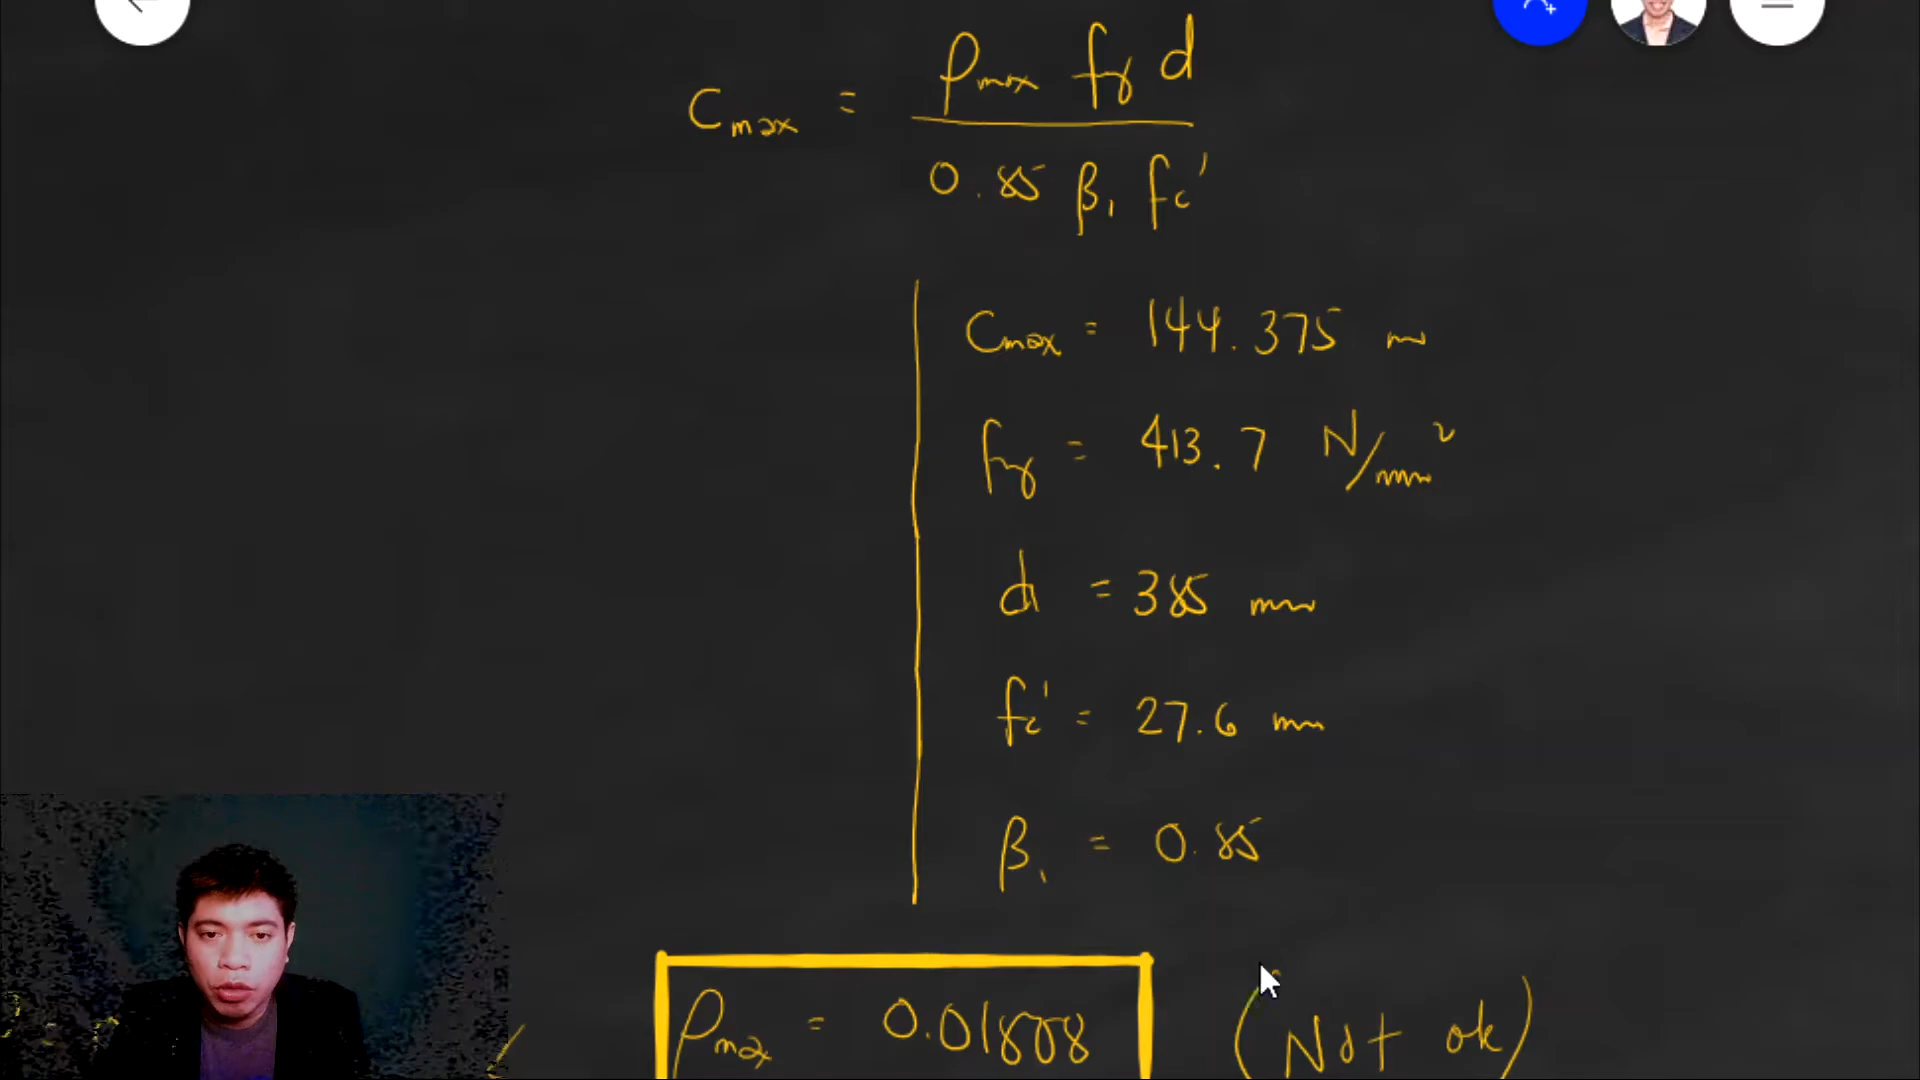 Cmax = ρmax fy d
0.85 β1 fc'
Cmax = 144.375 mm
fy = 413.7 N/mm²
d = 385 mm
fc' = 27.6 mm
β1 = 0.85
ρmax = 0.01808 (Not ok)